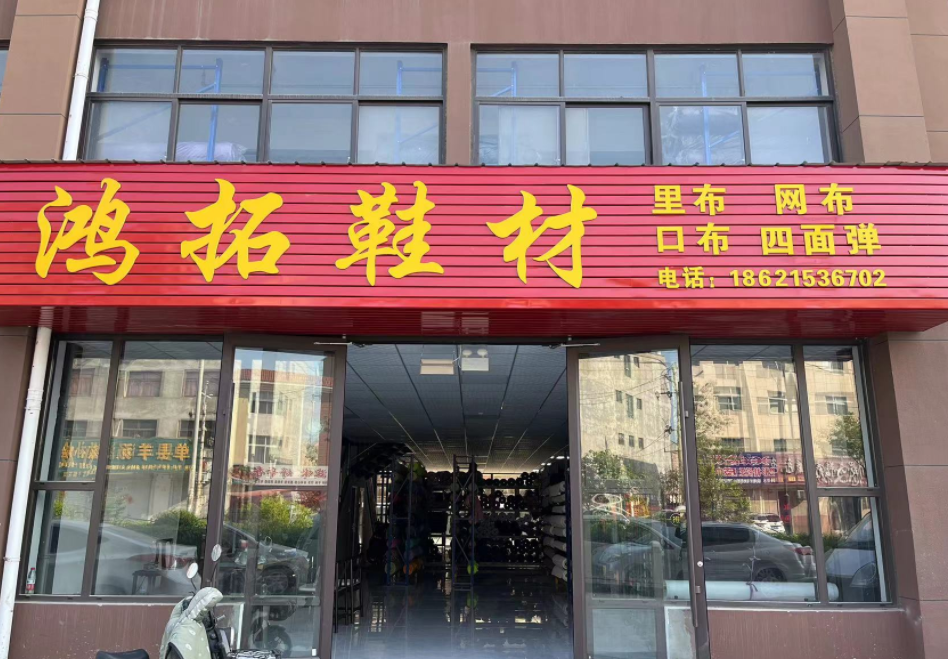 鸿拓鞋材
里布 网布
口布 四面弹
电话：18621536702